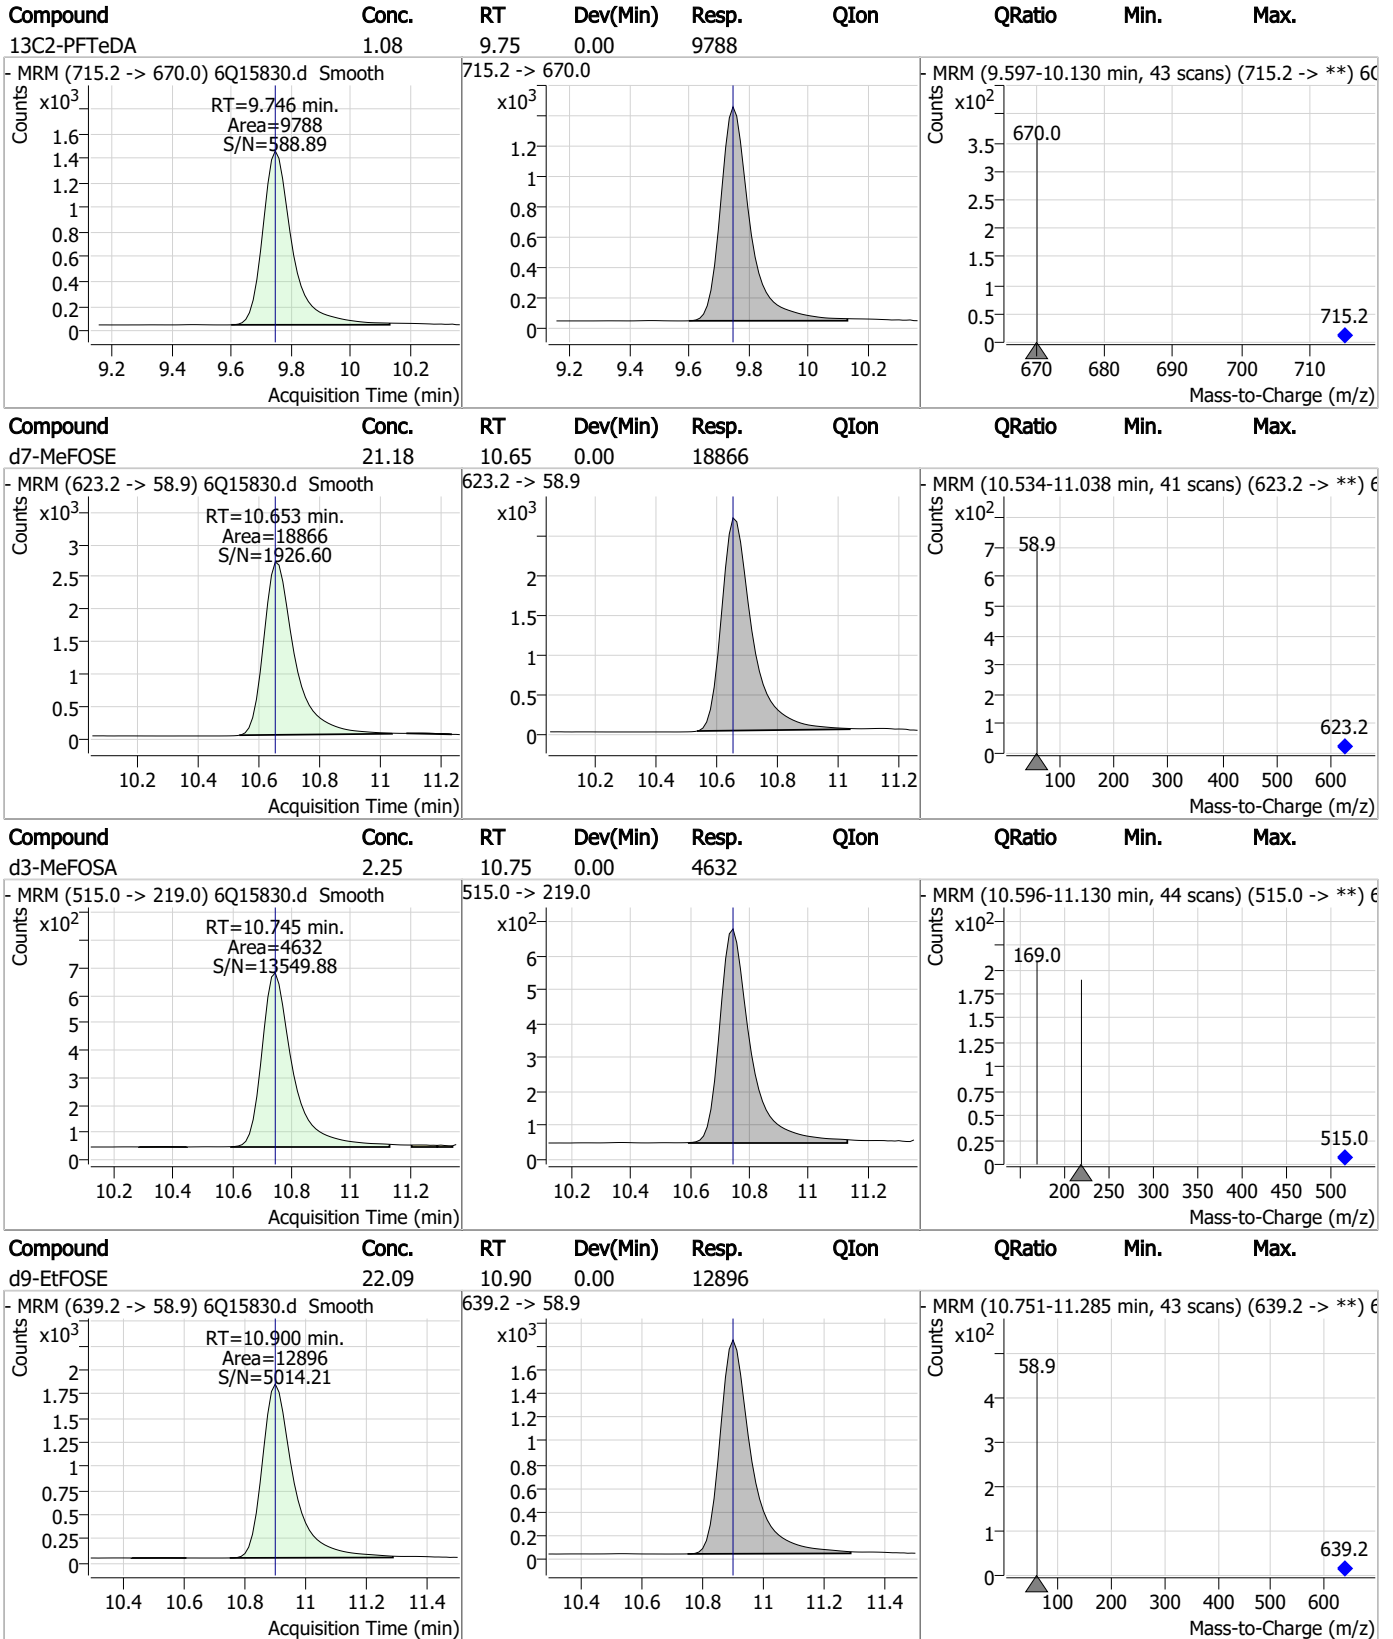 Compound Conc. RT Dev(Min) Resp. QIon QRatio Min. Max.
13C2-PFTeDA 1.08 9.75 0.00 9788
- MRM (715.2 -> 670.0) 6Q15830.d Smooth
715.2 -> 670.0
- MRM (9.597-10.130 min, 43 scans) (715.2 -> **) 6Q
Counts
x10³
RT=9.746 min.
Area=9788
S/N=588.89
1.6
1.4
1.2
1
0.8
0.6
0.4
0.2
0
9.2 9.4 9.6 9.8 10 10.2
Acquisition Time (min)
x10³
1.2
1
0.8
0.6
0.4
0.2
0
9.2 9.4 9.6 9.8 10 10.2
Counts
x10²
670.0
3.5
3
2.5
2
1.5
1
0.5
0
715.2
670 680 690 700 710
Mass-to-Charge (m/z)
Compound Conc. RT Dev(Min) Resp. QIon QRatio Min. Max.
d7-MeFOSE 21.18 10.65 0.00 18866
- MRM (623.2 -> 58.9) 6Q15830.d Smooth
623.2 -> 58.9
- MRM (10.534-11.038 min, 41 scans) (623.2 -> **) 6
Counts
x10³
RT=10.653 min.
Area=18866
S/N=1926.60
3
2.5
2
1.5
1
0.5
0
10.2 10.4 10.6 10.8 11 11.2
Acquisition Time (min)
x10³
2
1.5
1
0.5
0
10.2 10.4 10.6 10.8 11 11.2
Counts
x10²
58.9
7
6
5
4
3
2
1
0
623.2
100 200 300 400 500 600
Mass-to-Charge (m/z)
Compound Conc. RT Dev(Min) Resp. QIon QRatio Min. Max.
d3-MeFOSA 2.25 10.75 0.00 4632
- MRM (515.0 -> 219.0) 6Q15830.d Smooth
515.0 -> 219.0
- MRM (10.596-11.130 min, 44 scans) (515.0 -> **) 6
Counts
x10²
RT=10.745 min.
Area=4632
S/N=13549.88
7
6
5
4
3
2
1
0
10.2 10.4 10.6 10.8 11 11.2
Acquisition Time (min)
x10²
6
5
4
3
2
1
0
10.2 10.4 10.6 10.8 11 11.2
Counts
x10²
169.0
2
1.75
1.5
1.25
1
0.75
0.5
0.25
0
515.0
200 250 300 350 400 450 500
Mass-to-Charge (m/z)
Compound Conc. RT Dev(Min) Resp. QIon QRatio Min. Max.
d9-EtFOSE 22.09 10.90 0.00 12896
- MRM (639.2 -> 58.9) 6Q15830.d Smooth
639.2 -> 58.9
- MRM (10.751-11.285 min, 43 scans) (639.2 -> **) 6
Counts
x10³
RT=10.900 min.
Area=12896
S/N=5014.21
2
1.75
1.5
1.25
1
0.75
0.5
0.25
0
10.4 10.6 10.8 11 11.2 11.4
Acquisition Time (min)
x10³
1.6
1.4
1.2
1
0.8
0.6
0.4
0.2
0
10.4 10.6 10.8 11 11.2 11.4
Counts
x10²
58.9
4
3
2
1
0
639.2
100 200 300 400 500 600
Mass-to-Charge (m/z)